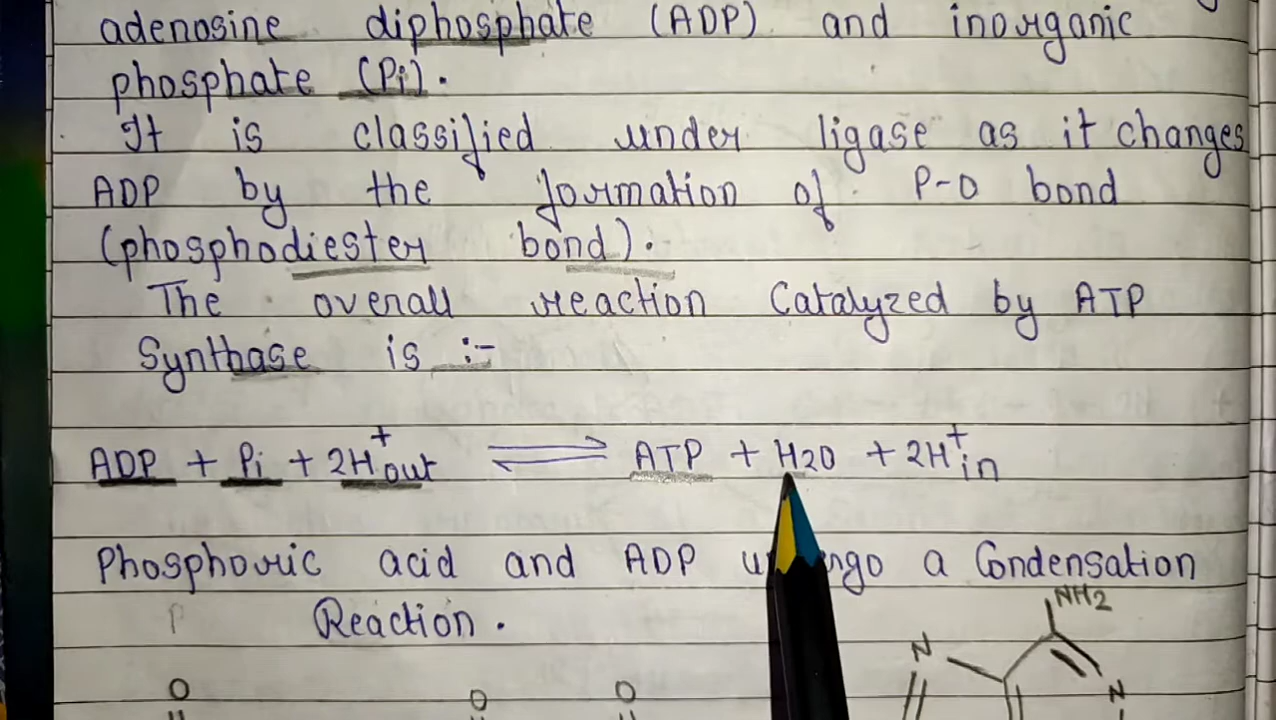 adenosine diphosphate (ADP) and inorganic
phosphate (Pi).
It is classified under ligase as it changes
ADP by the formation of P-O bond
(phosphodiester bond).
The overall reaction Catalyzed by ATP
Synthase is :-
ADP + Pi + 2H⁺out ⇌ ATP + H2O + 2H⁺in
Phosphoric acid and ADP a Condensation
Reaction.
NH2
N
N
O
O
O